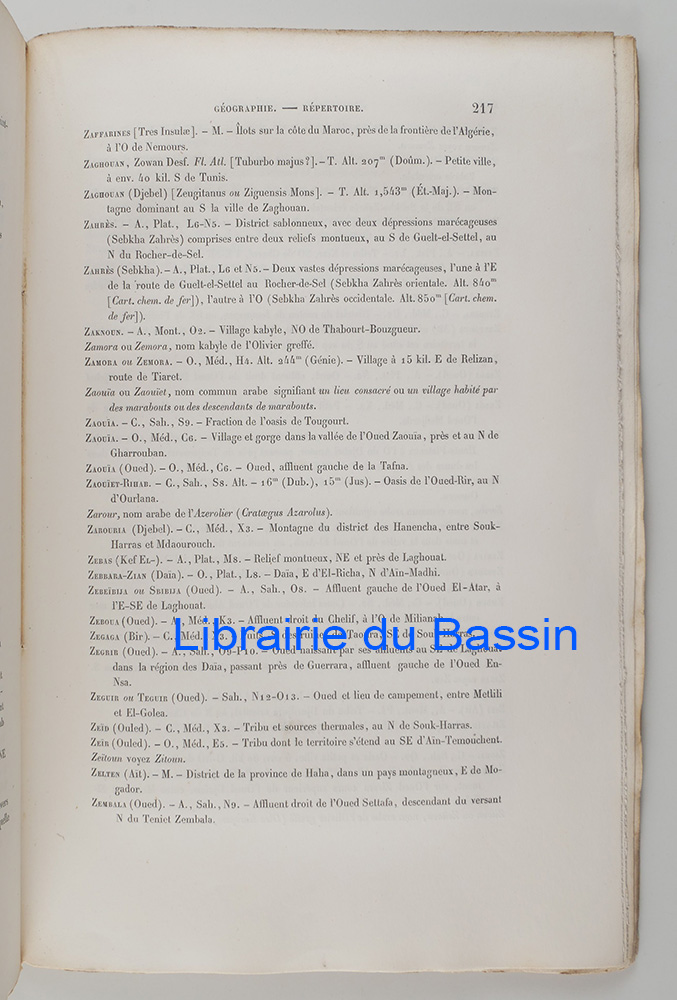 GÉOGRAPHIE. — RÉPERTOIRE. 217
ZAFFARINES [Tres Insulæ]. – M. – Îlots sur la côte du Maroc, près de la frontière de l'Algérie,
à l'O de Nemours.
ZAGHOUAN, Zowan Desf. Fl. Atl. [Tuburbo majus?]. – T. Alt. 207m (Doûm.). – Petite ville,
à env. 40 kil. S de Tunis.
ZAGHOUAN (Djebel) [Zeugitanus ou Ziguensis Mons]. – T. Alt. 1,543m (Ét.-Maj.). – Mon-
tagne dominant au S la ville de Zaghouan.
ZAHRÈS. – A., Plat., L6-N5. – District sablonneux, avec deux dépressions marécageuses
(Sebkha Zahrès) comprises entre deux reliefs montueux, au S de Guelt-el-Settel, au
N du Rocher-de-Sel.
ZAHRÈS (Sebkha). – A., Plat., L6 et N5. – Deux vastes dépressions marécageuses, l'une à l'E
de la route de Guelt-el-Settel au Rocher-de-Sel (Sebkha Zahrès orientale. Alt. 840m
[Cart. chem. de fer]), l'autre à l'O (Sebkha Zahrès occidentale. Alt. 850m [Cart. chem.
de fer]).
ZAKNOUN. – A., Mont., O2. – Village kabyle, NO de Thabourt-Bouzgueur.
Zamora ou Zemora, nom kabyle de l'Olivier greffé.
ZAMORA OU ZEMORA. – O., Méd., H4. Alt. 244m (Génie). – Village à 15 kil. E de Relizan,
route de Tiaret.
Zaouïa ou Zaouïet, nom commun arabe signifiant un lieu consacré ou un village habité par
des marabouts ou des descendants de marabouts.
ZAOUÏA. – C., Sah., S9. – Fraction de l'oasis de Tougourt.
ZAOUÏA. – O., Méd., C6. – Village et gorge dans la vallée de l'Oued Zaouïa, près et au N de
Gharrouban.
ZAOUÏA (Oued). – O., Méd., C6. – Oued, affluent gauche de la Tafna.
ZAOUÏET-RIHAB. – C., Sah., S8. Alt. – 16m (Dub.), 15m (Jus). – Oasis de l'Oued-Rir, au N
d'Ourlana.
Zarour, nom arabe de l'Azerolier (Cratægus Azarolus).
ZAROURIA (Djebel). – C., Méd., X3. – Montagne du district des Hanencha, entre Souk-
Harras et Mdaourouch.
ZEBAS (Kef EL-). – A., Plat., M8. – Relief montueux, NE et près de Laghouat.
ZEBBARA-ZIAN (Daïa). – O., Plat., L8. – Daïa, E d'El-Richa, N d'Aïn-Madhi.
ZEBEÏBIJA OU SBIBIJA (Oued). – A., Sah., O8. – Affluent gauche de l'Oued El-Atar, à
l'E-SE de Laghouat.
ZEBOUA (Oued). – A., Méd., K3. – Affluent droit du Chelif, à l'O de Milianah.
ZEGAGA (Bir). – C., Méd., X3. – Puits des ruines de Taoura, SE de Souk-Harras.
ZEGRIR (Oued). – A., Sah., O9-P10. – Oued naissant par ses affluents au SE de Laghouat
dans la région des Daïa, passant près de Guerrara, affluent gauche de l'Oued En-
Nsa.
ZEGUIR OU TEGUIR (Oued). – Sah., N12-O13. – Oued et lieu de campement, entre Metlili
et El-Golea.
ZEÏD (Ouled). – C., Méd., X3. – Tribu et sources thermales, au N de Souk-Harras.
ZEÏR (Ouled). – O., Méd., E5. – Tribu dont le territoire s'étend au SE d'Aïn-Temouchent.
Zeitoun voyez Zitoun.
ZELTEN (Aït). – M. – District de la province de Haha, dans un pays montagneux, E de Mo-
gador.
ZEMBALA (Oued). – A., Sah., N9. – Affluent droit de l'Oued Settafa, descendant du versant
N du Teniet Zembala.
Librairie du Bassin